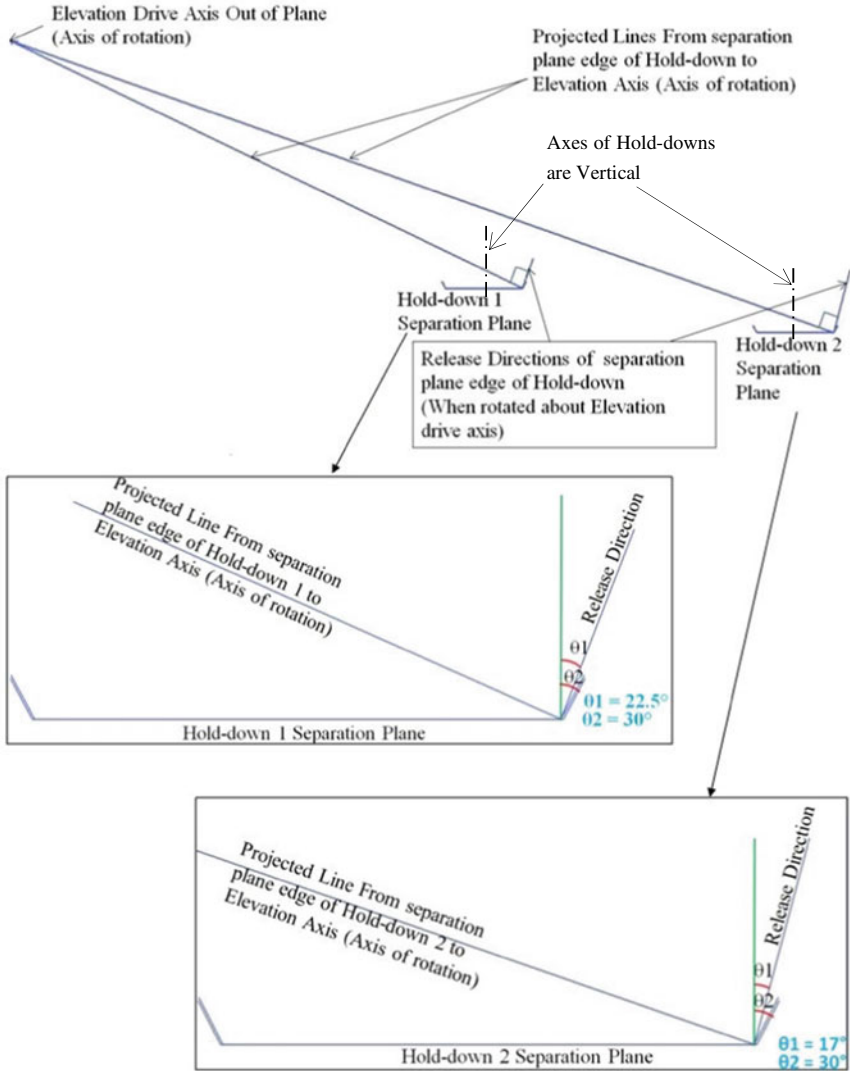 Elevation Drive Axis Out of Plane
(Axis of rotation)
Projected Lines From separation
plane edge of Hold-down to
Elevation Axis (Axis of rotation)
Axes of Hold-downs
are Vertical
Hold-down 1
Separation Plane
Hold-down 2
Separation
Plane
Release Directions of separation
plane edge of Hold-down
(When rotated about Elevation
drive axis)
Projected Line From separation
plane edge of Hold-down 1 to
Elevation Axis (Axis of rotation)
Release Direction
θ1
θ2
θ1 = 22.5°
θ2 = 30°
Hold-down 1 Separation Plane
Projected Line From separation
plane edge of Hold-down 2 to
Elevation Axis (Axis of rotation)
Release Direction
θ1
θ2
θ1 = 17°
θ2 = 30°
Hold-down 2 Separation Plane